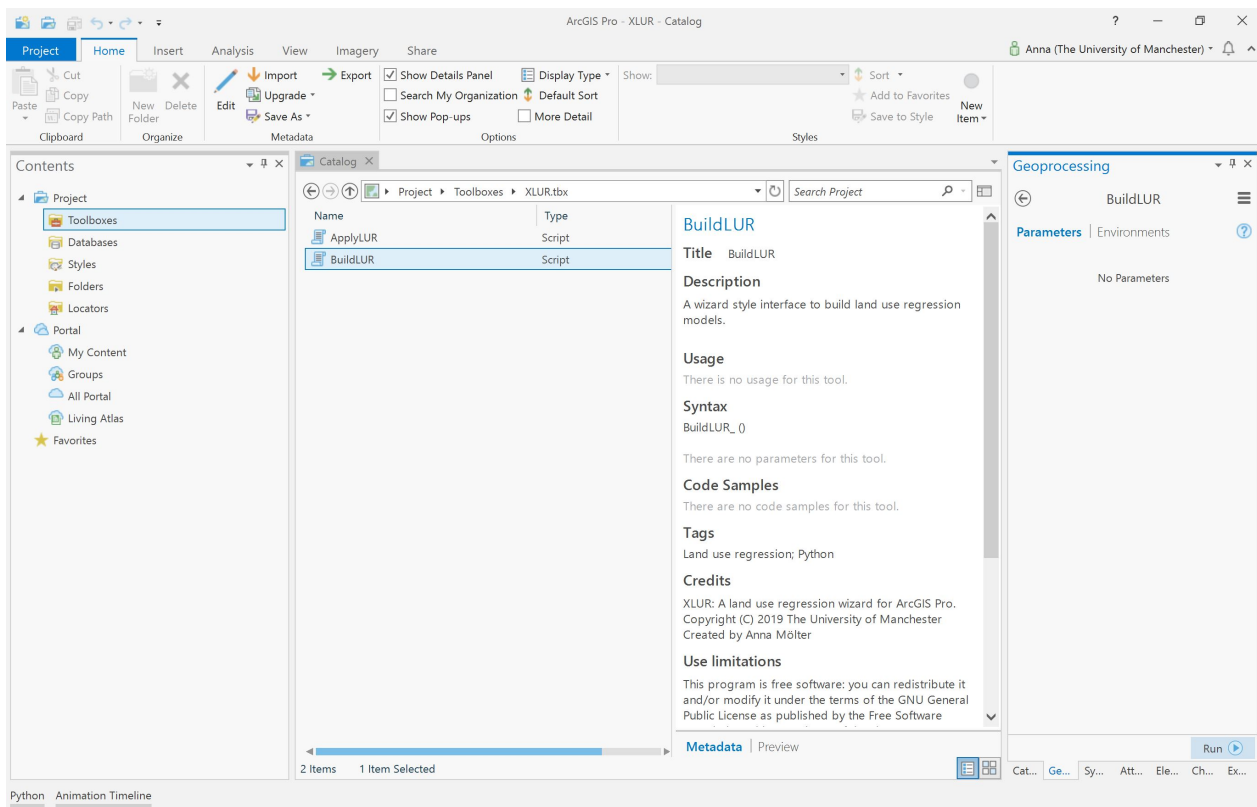 ArcGIS Pro - XLUR - Catalog
?
Project Home Insert Analysis View Imagery Share
Anna (The University of Manchester)
Paste
Cut
Copy
Copy Path
Clipboard
New Folder
Delete
Organize
Edit
Import
Upgrade
Save As
Metadata
Export
Show Details Panel
Search My Organization
Show Pop-ups
Display Type
Default Sort
More Detail
Options
Show:
Sort
Add to Favorites
Save to Style
Styles
New Item
Contents
Project
Toolboxes
Databases
Styles
Folders
Locators
Portal
My Content
Groups
All Portal
Living Atlas
Favorites
Catalog
Project Toolboxes XLUR.tbx
Search Project
Name Type
ApplyLUR Script
BuildLUR Script
2 Items 1 Item Selected
BuildLUR
Title BuildLUR
Description
A wizard style interface to build land use regression
models.
Usage
There is no usage for this tool.
Syntax
BuildLUR_ ()
There are no parameters for this tool.
Code Samples
There are no code samples for this tool.
Tags
Land use regression; Python
Credits
XLUR: A land use regression wizard for ArcGIS Pro.
Copyright (C) 2019 The University of Manchester
Created by Anna Mölter
Use limitations
This program is free software: you can redistribute it
and/or modify it under the terms of the GNU General
Public License as published by the Free Software
Metadata Preview
Geoprocessing
BuildLUR
Parameters Environments
?
No Parameters
Run
Cat... Ge... Sy... Att... Ele... Ch... Ex...
Python Animation Timeline